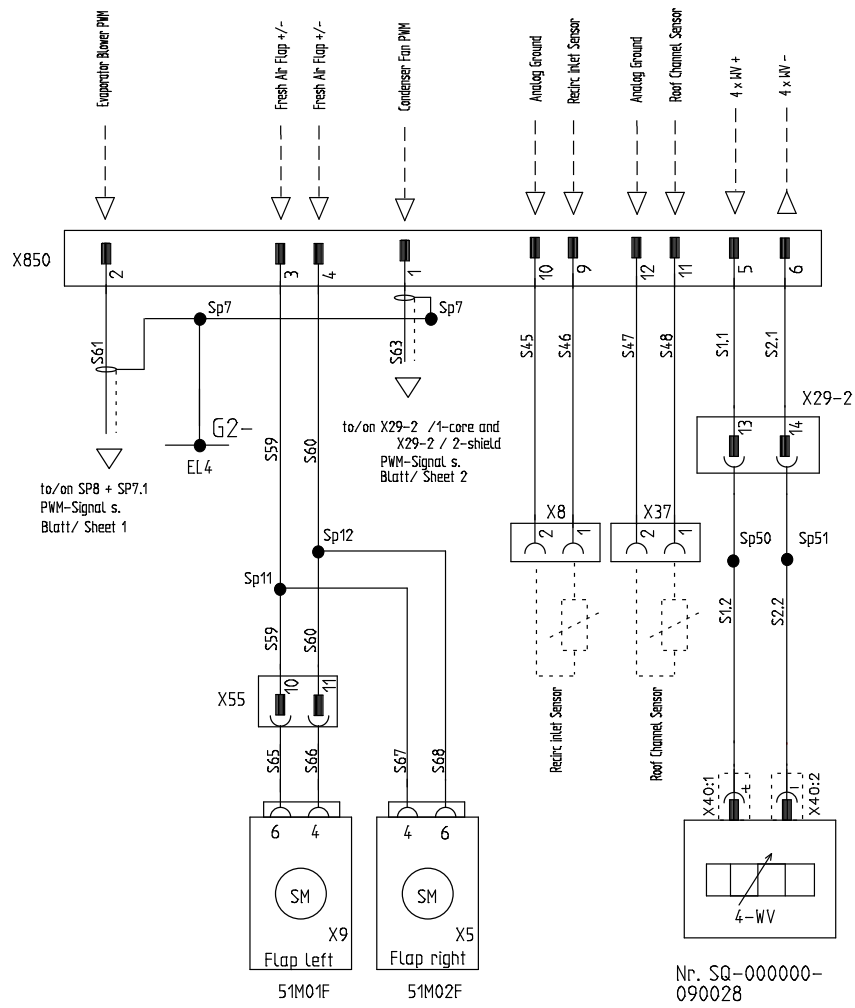 Evaporator Blower PWM
Fresh Air Flap +/-
Fresh Air Flap +/-
Condenser Fan PWM
Analog Ground
Recirc inlet Sensor
Analog Ground
Roof Channel Sensor
4 x WV +
4 x WV -
X850
2
3
4
1
10
9
12
11
5
6
Sp7
Sp7
S61
S63
S45
S46
S47
S48
S1.1
S2.1
X29-2
13
14
G2-
EL4
S59
S60
to/on X29-2 /1-core and
X29-2 / 2-shield
PWM-Signal s.
Blatt/ Sheet 2
to/on SP8 + SP7.1
PWM-Signal s.
Blatt/ Sheet 1
X8
X37
2
1
2
1
Sp12
Sp50
Sp51
Sp11
S59
S60
S1.2
S2.2
X55
10
11
Recirc inlet Sensor
Roof Channel Sensor
S65
S66
S67
S68
X40:1
+
-
X40:2
6
4
4
6
SM
SM
4-WV
X9
X5
Flap left
Flap right
51M01F
51M02F
Nr. SQ-000000-
090028